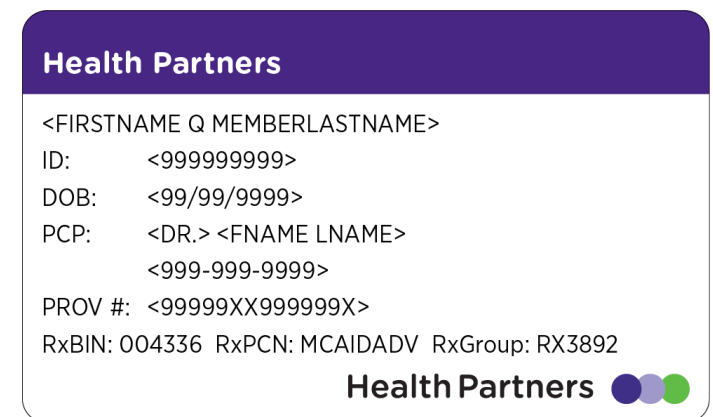 Health Partners
<FIRSTNAME Q MEMBERLASTNAME>
ID: <999999999>
DOB: <99/99/9999>
PCP: <DR.> <FNAME LNAME>
<999-999-9999>
PROV #: <99999XX999999X>
RxBIN: 004336 RxPCN: MCAIDADV RxGroup: RX3892
Health Partners